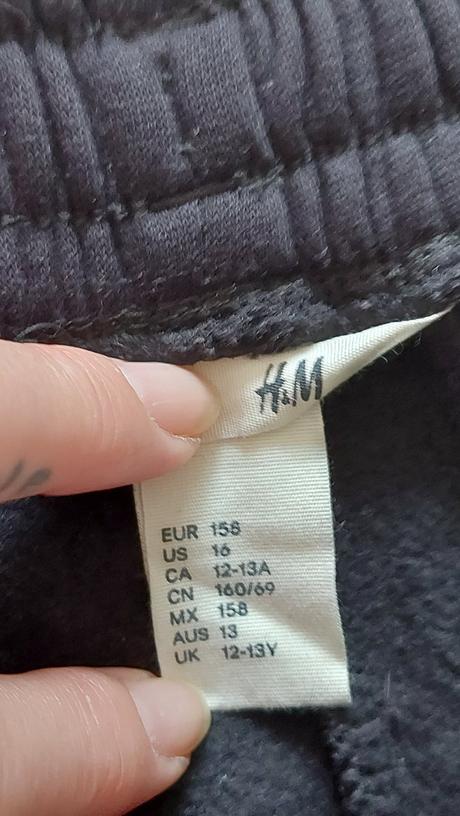 H&M
EUR 158
US 16
CA 12-13A
CN 160/69
MX 158
AUS 13
UK 12-13Y